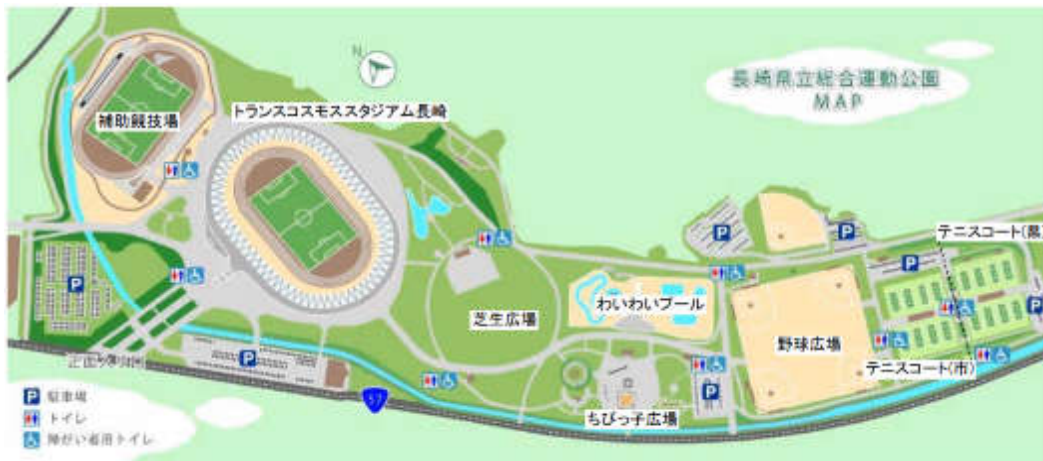 長崎県立総合運動公園
MAP
N
トランスコスモススタジアム長崎
補助競技場
P
P
P
テニスコート(県)
P
P
P
わいわいプール
芝生広場
野球広場
テニスコート(市)
P
P
ちびっ子広場
57
P 駐車場
トイレ
障がい者用トイレ